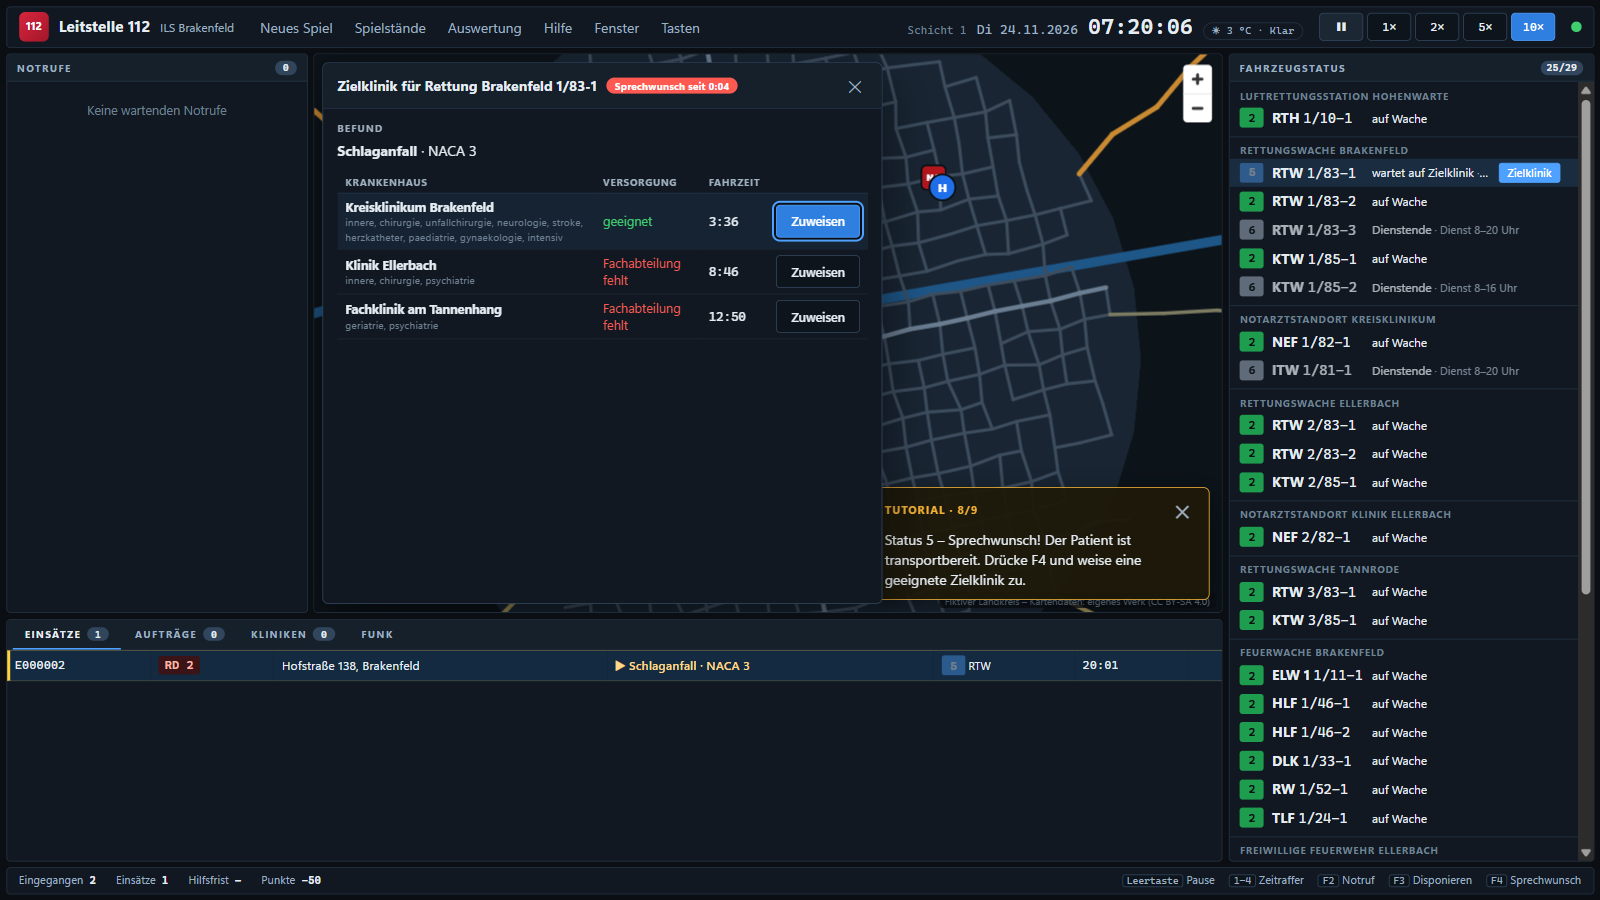 112 Leitstelle 112 ILS Brakenfeld Neues Spiel Spielstände Auswertung Hilfe Fenster Tasten Schicht 1 Di 24.11.2026 07:20:06 ☀ 3 °C · Klar 1× 2× 5× 10×
NOTRUFE 0
Keine wartenden Notrufe
Zielklinik für Rettung Brakenfeld 1/83-1 Sprechwunsch seit 0:04
BEFUND
Schlaganfall · NACA 3
KRANKENHAUS VERSORGUNG FAHRZEIT
Kreisklinikum Brakenfeld
innere, chirurgie, unfallchirurgie, neurologie, stroke,
herzkatheter, paediatrie, gynaekologie, intensiv
geeignet 3:36 Zuweisen
Klinik Ellerbach
innere, chirurgie, psychiatrie
Fachabteilung
fehlt
8:46 Zuweisen
Fachklinik am Tannenhang
geriatrie, psychiatrie
Fachabteilung
fehlt
12:50 Zuweisen
+
−
H
TUTORIAL · 8/9
Status 5 – Sprechwunsch! Der Patient ist
transportbereit. Drücke F4 und weise eine
geeignete Zielklinik zu.
Fiktiver Landkreis – Kartendaten: eigenes Werk (CC BY-SA 4.0)
FAHRZEUGSTATUS 25/29
LUFTRETTUNGSSTATION HOHENWARTE
2 RTH 1/10-1 auf Wache
RETTUNGSWACHE BRAKENFELD
5 RTW 1/83-1 wartet auf Zielklinik ·… Zielklinik
2 RTW 1/83-2 auf Wache
6 RTW 1/83-3 Dienstende · Dienst 8–20 Uhr
2 KTW 1/85-1 auf Wache
6 KTW 1/85-2 Dienstende · Dienst 8–16 Uhr
NOTARZTSTANDORT KREISKLINIKUM
2 NEF 1/82-1 auf Wache
6 ITW 1/81-1 Dienstende · Dienst 8–20 Uhr
RETTUNGSWACHE ELLERBACH
2 RTW 2/83-1 auf Wache
2 RTW 2/83-2 auf Wache
2 KTW 2/85-1 auf Wache
NOTARZTSTANDORT KLINIK ELLERBACH
2 NEF 2/82-1 auf Wache
RETTUNGSWACHE TANNRODE
2 RTW 3/83-1 auf Wache
2 KTW 3/85-1 auf Wache
FEUERWACHE BRAKENFELD
2 ELW 1 1/11-1 auf Wache
2 HLF 1/46-1 auf Wache
2 HLF 1/46-2 auf Wache
2 DLK 1/33-1 auf Wache
2 RW 1/52-1 auf Wache
2 TLF 1/24-1 auf Wache
FREIWILLIGE FEUERWEHR ELLERBACH
EINSÄTZE 1 AUFTRÄGE 0 KLINIKEN 0 FUNK
E000002 RD 2 Hofstraße 138, Brakenfeld ▶ Schlaganfall · NACA 3 5 RTW 20:01
Eingegangen 2 Einsätze 1 Hilfsfrist – Punkte -50 Leertaste Pause 1–4 Zeitraffer F2 Notruf F3 Disponieren F4 Sprechwunsch